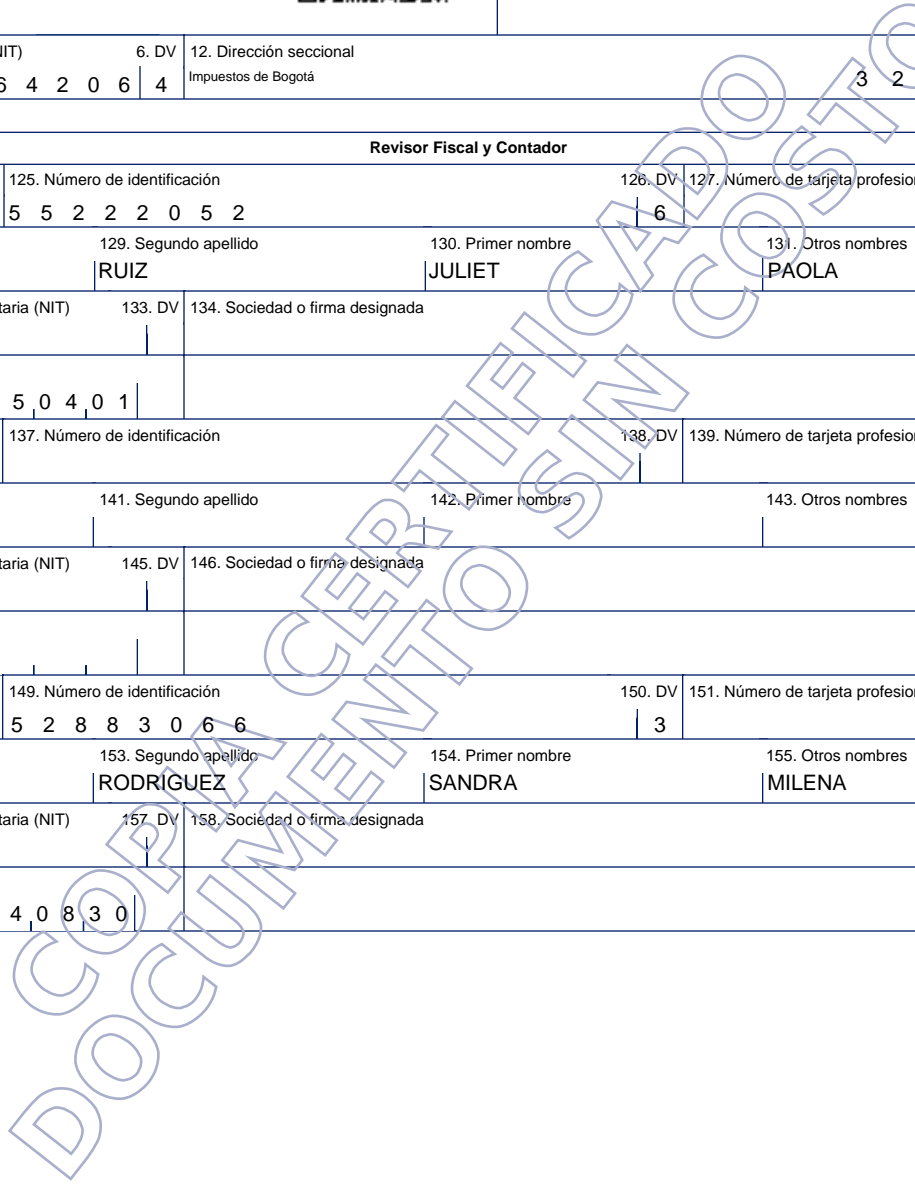 NIT) 6. DV 12. Dirección seccional
6 4 2 0 6 4 Impuestos de Bogotá 3 2
Revisor Fiscal y Contador
125. Número de identificación 126. DV 127. Número de tarjeta profesion
5 5 2 2 2 0 5 2 6
129. Segundo apellido 130. Primer nombre 131. Otros nombres
RUIZ JULIET PAOLA
taria (NIT) 133. DV 134. Sociedad o firma designada
5 0 4 0 1
137. Número de identificación 138. DV 139. Número de tarjeta profesion
141. Segundo apellido 142. Primer nombre 143. Otros nombres
taria (NIT) 145. DV 146. Sociedad o firma designada
149. Número de identificación 150. DV 151. Número de tarjeta profesion
5 2 8 8 3 0 6 6 3
153. Segundo apellido 154. Primer nombre 155. Otros nombres
RODRIGUEZ SANDRA MILENA
taria (NIT) 157. DV 158. Sociedad o firma designada
4 0 8 3 0
COPIA CERTIFICADO
DOCUMENTO SIN COSTO